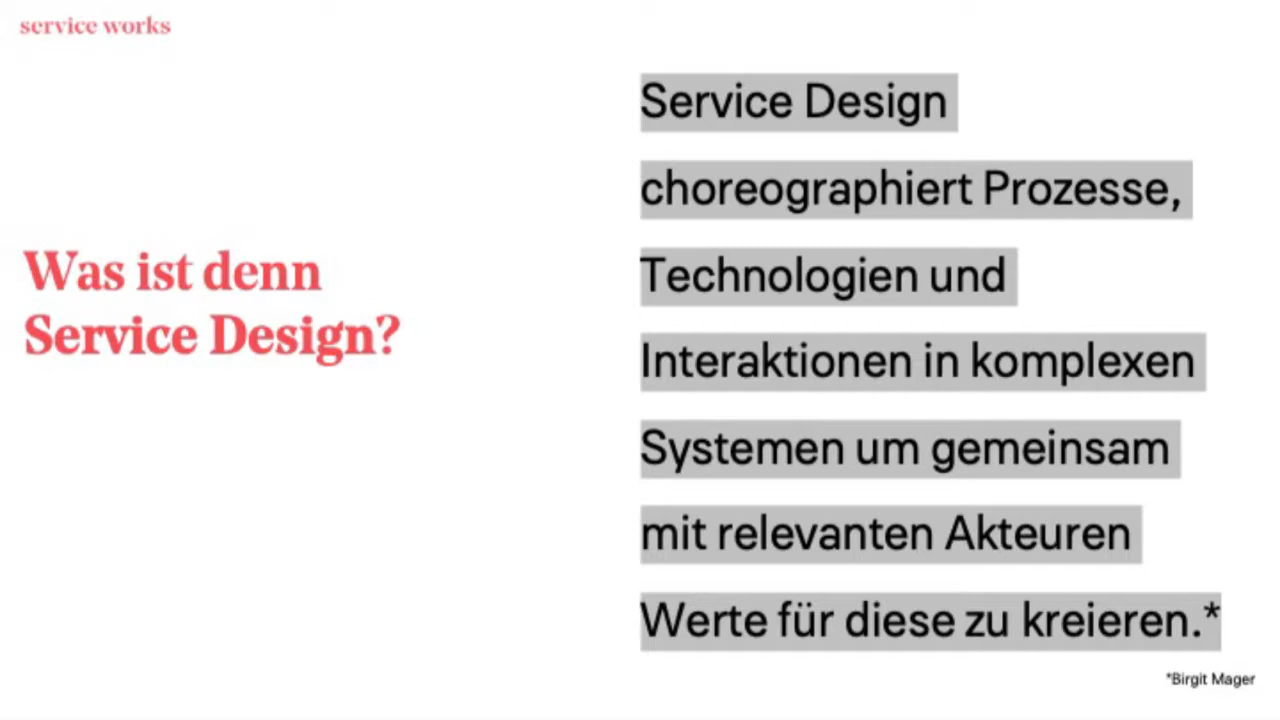 service works
Was ist denn
Service Design?
Service Design
choreographiert Prozesse,
Technologien und
Interaktionen in komplexen
Systemen um gemeinsam
mit relevanten Akteuren
Werte für diese zu kreieren.*
*Birgit Mager